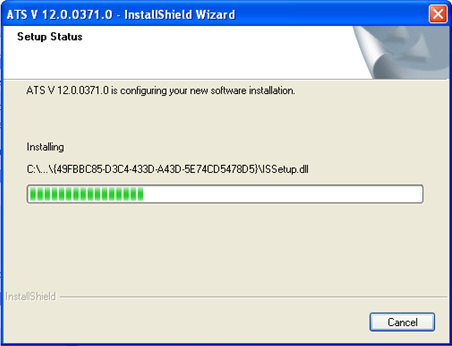 ATS V 12.0.0371.0 - InstallShield Wizard
Setup Status
ATS V 12.0.0371.0 is configuring your new software installation.
Installing
C:\...\{49FBBC85-D3C4-433D-A43D-5E74CD5478D5}\ISSetup.dll
InstallShield
Cancel